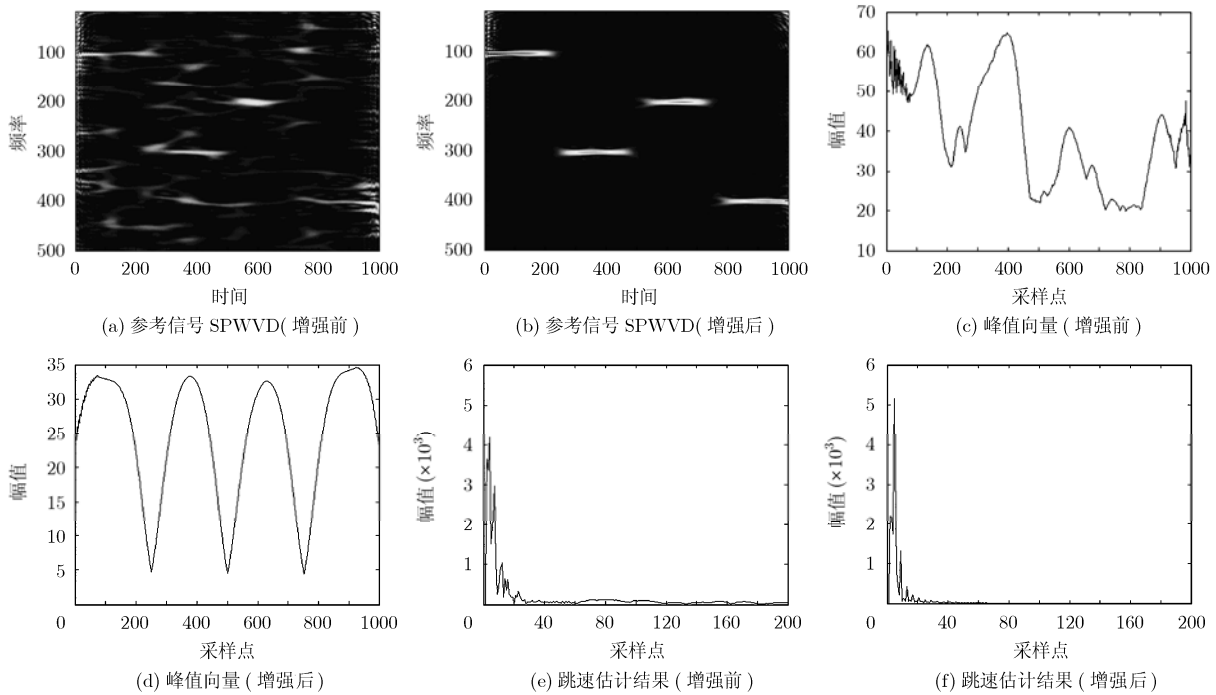 100
200
300
400
500
频率
0 200 400 600 800 1000
时间
(a) 参考信号 SPWVD( 增强前 )
100
200
300
400
500
频率
0 200 400 600 800 1000
时间
(b) 参考信号 SPWVD( 增强后 )
70
60
50
40
30
20
10
幅值
0 200 400 600 800 1000
采样点
(c) 峰值向量 ( 增强前 )
35
30
25
20
15
10
5
幅值
0 200 400 600 800 1000
采样点
(d) 峰值向量 ( 增强后 )
6
5
4
3
2
1
幅值 (×10³)
0 40 80 120 160 200
采样点
(e) 跳速估计结果 ( 增强前 )
6
5
4
3
2
1
幅值 (×10³)
0 40 80 120 160 200
采样点
(f) 跳速估计结果 ( 增强后 )